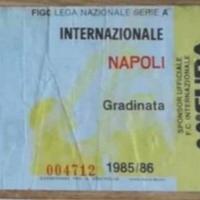 FIGC LEGA NAZIONALE SERIE A
INTERNAZIONALE
NAPOLI
Gradinata
004712 1985/86
SPONSOR UFFICIALE
F.C. INTERNAZIONALE